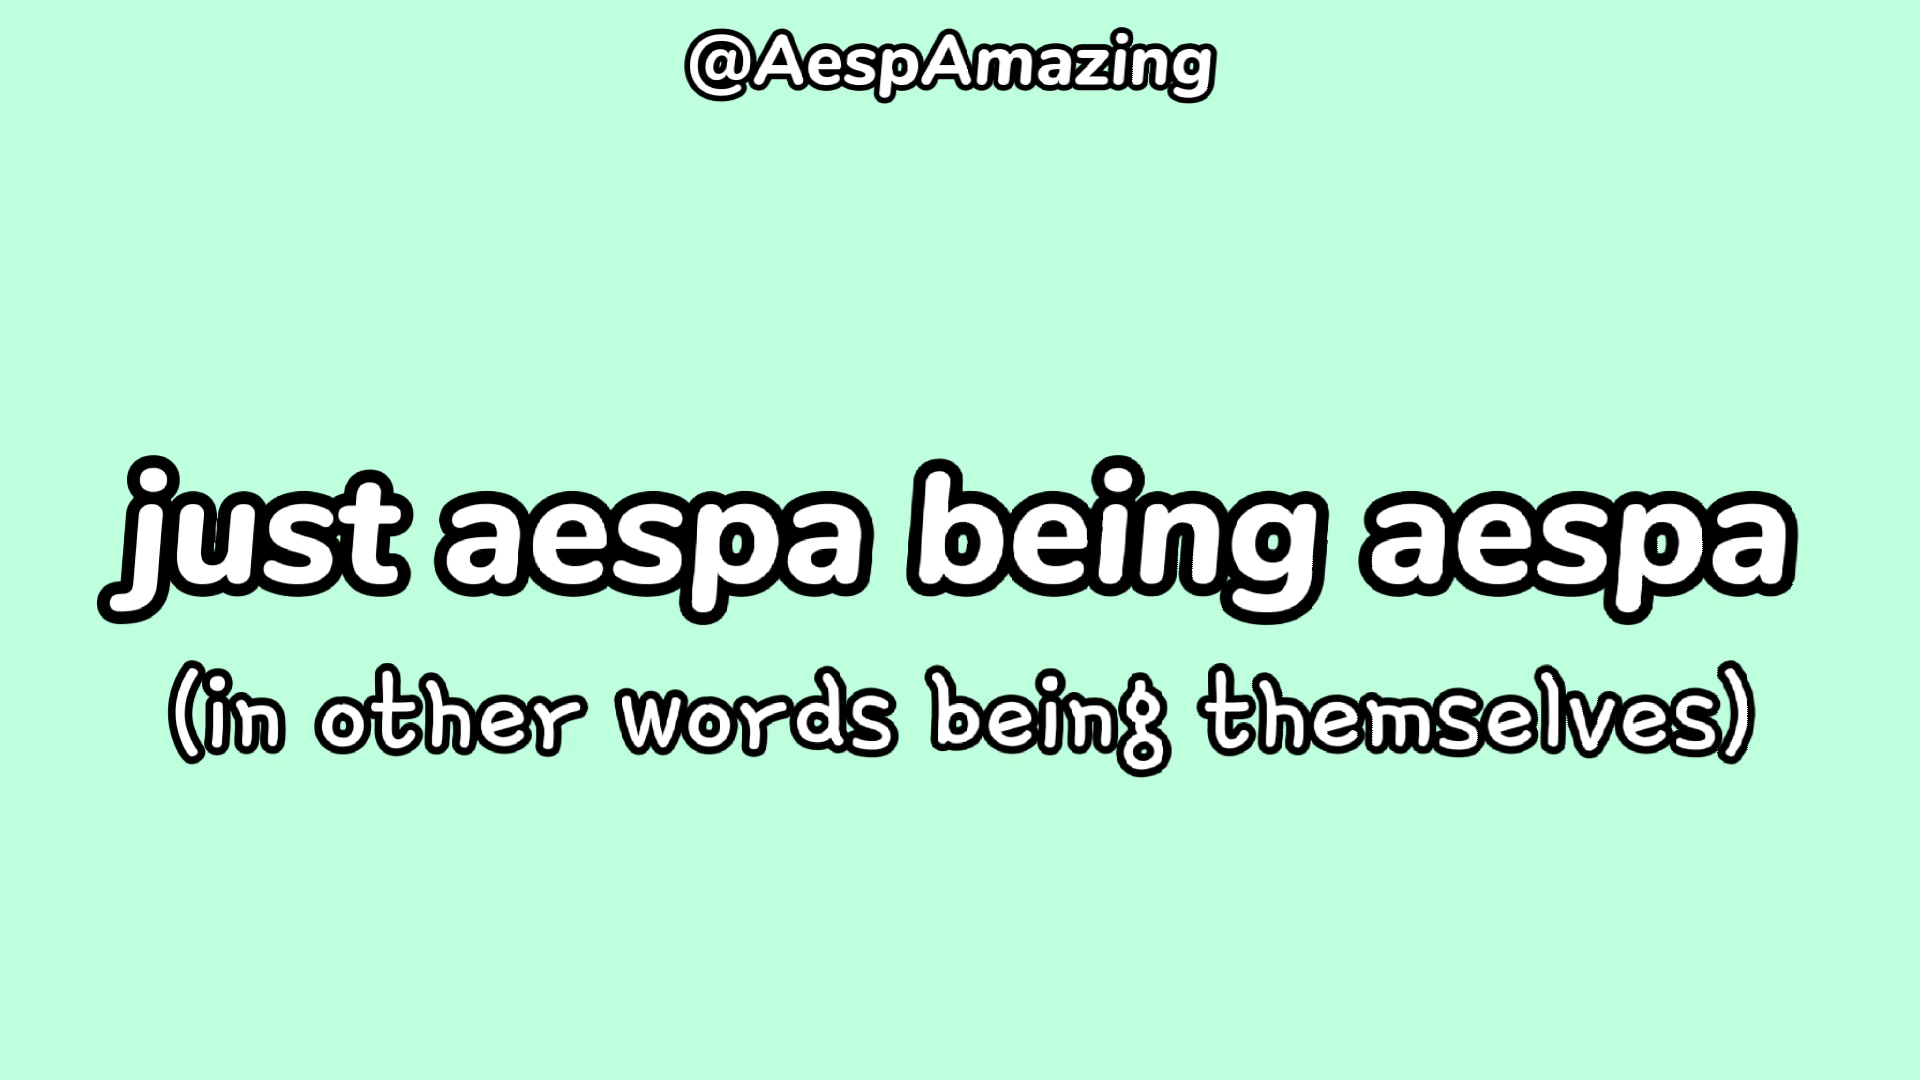 @AespAmazing
just aespa being aespa
(in other words being themselves)